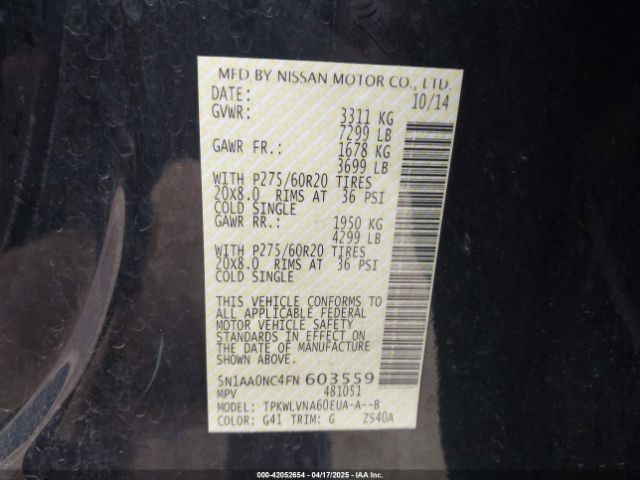 MFD BY NISSAN MOTOR CO., LTD.
DATE: 10/14
GVWR: 3311 KG
7299 LB
GAWR FR.: 1678 KG
3699 LB
WITH P275/60R20 TIRES
20X8.0 RIMS AT 36 PSI
COLD SINGLE
GAWR RR.: 1950 KG
4299 LB
WITH P275/60R20 TIRES
20X8.0 RIMS AT 36 PSI
COLD SINGLE
THIS VEHICLE CONFORMS TO
ALL APPLICABLE FEDERAL
MOTOR VEHICLE SAFETY
STANDARDS IN EFFECT ON
THE DATE OF MANUFACTURE
SHOWN ABOVE.
5N1AA0NC4FN 603559
MPV 481051
MODEL: TPKWLVNA60EUA-A--B
COLOR: G41 TRIM: G ZS40A
000-42052654 - 04/17/2025 - IAA Inc.